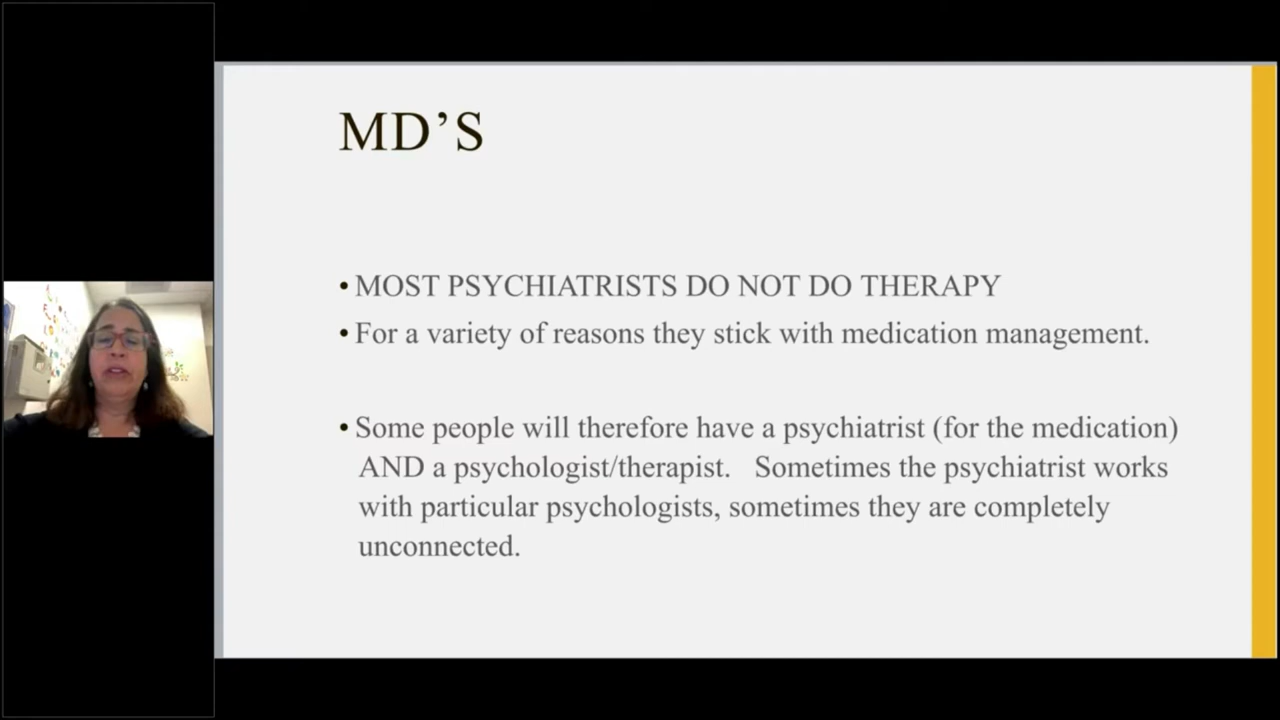 MD’S
•MOST PSYCHIATRISTS DO NOT DO THERAPY
•For a variety of reasons they stick with medication management.
•Some people will therefore have a psychiatrist (for the medication)
AND a psychologist/therapist.   Sometimes the psychiatrist works
with particular psychologists, sometimes they are completely
unconnected.